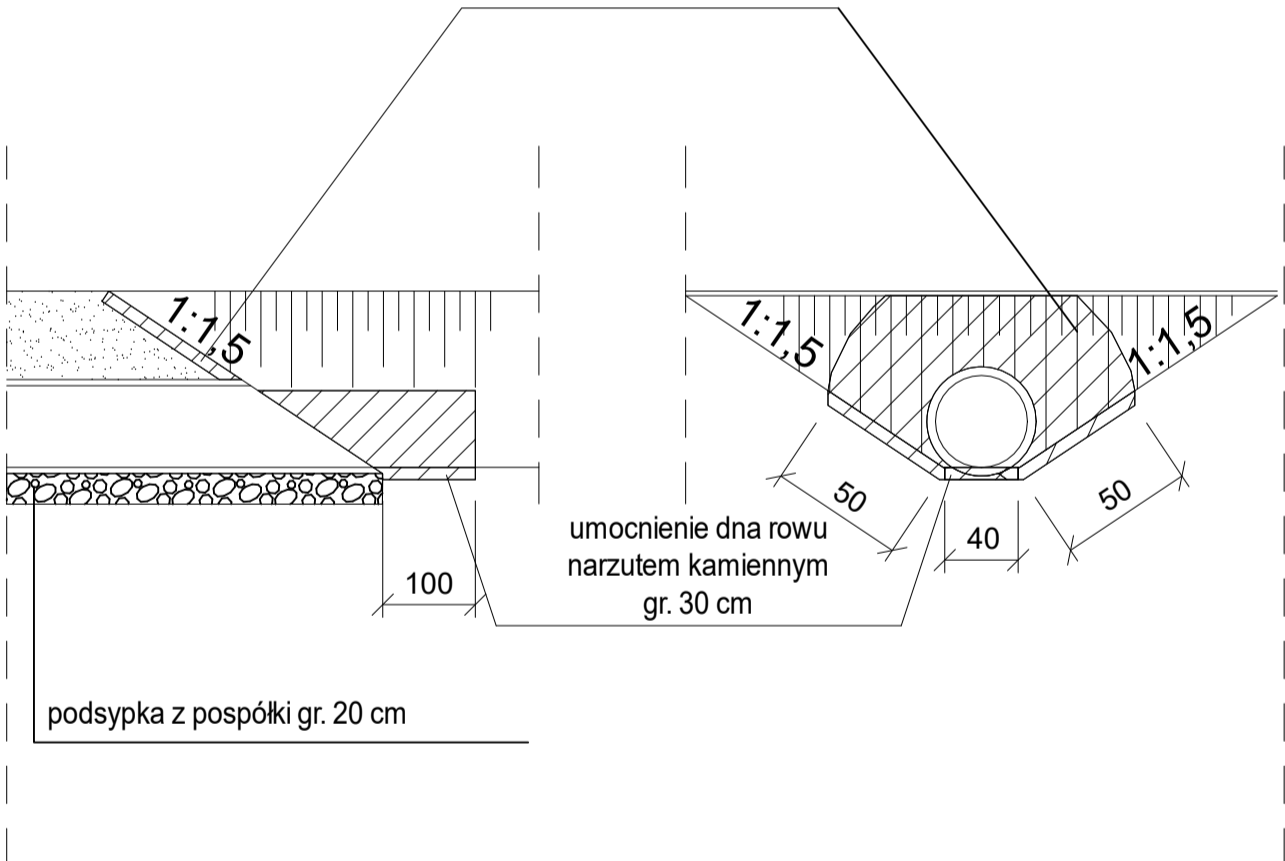 1:1,5
1:1,5
1:1,5
50
50
40
umocnienie dna rowu
narzutem kamiennym
gr. 30 cm
100
podsypka z pospółki gr. 20 cm